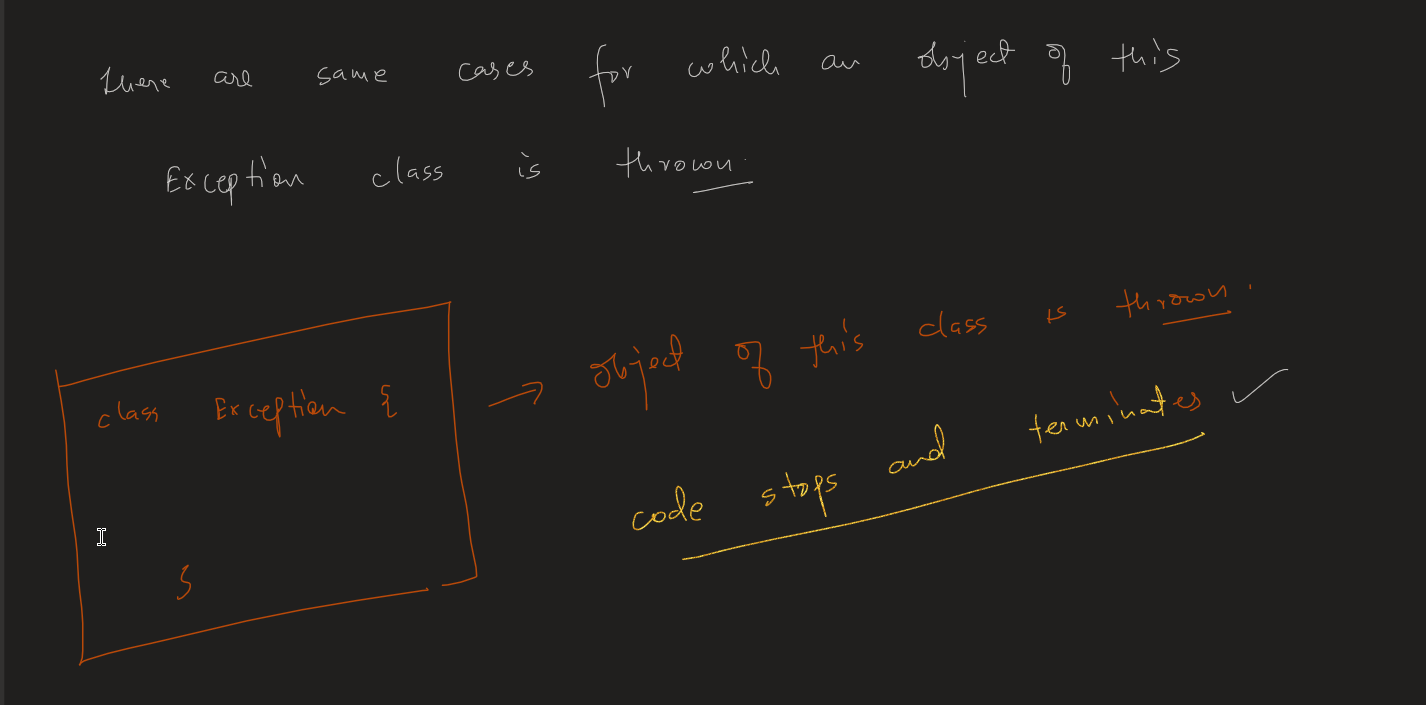 there are same cases for which an object of this
Exception class is thrown.
class Exception {
}
→ object of this class is thrown.
code stops and terminates ✓